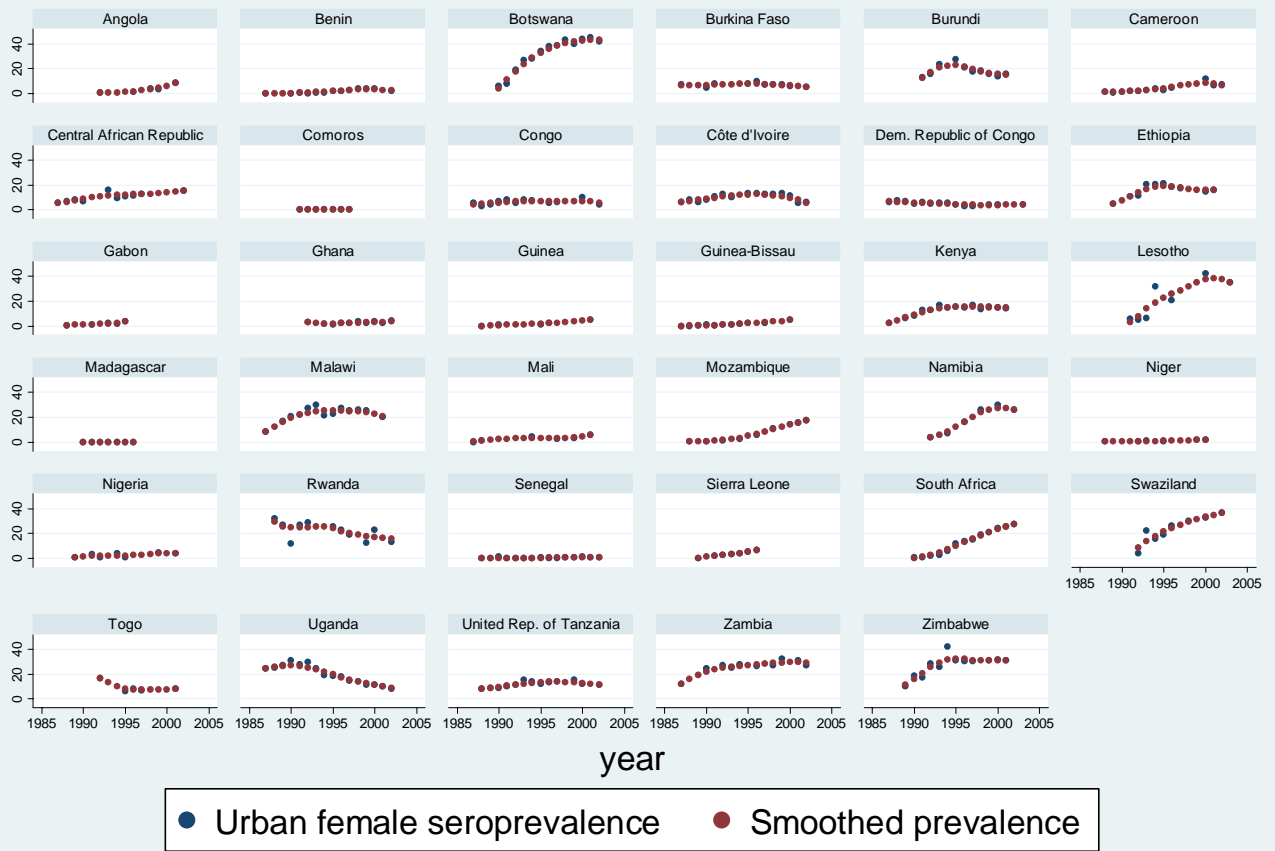 Angola Benin Botswana Burkina Faso Burundi Cameroon
40
20
0
Central African Republic Comoros Congo Côte d'Ivoire Dem. Republic of Congo Ethiopia
40
20
0
Gabon Ghana Guinea Guinea-Bissau Kenya Lesotho
40
20
0
Madagascar Malawi Mali Mozambique Namibia Niger
40
20
0
Nigeria Rwanda Senegal Sierra Leone South Africa Swaziland
40
20
0
1985 1990 1995 2000 2005
Togo Uganda United Rep. of Tanzania Zambia Zimbabwe
40
20
0
1985 1990 1995 2000 2005 1985 1990 1995 2000 2005 1985 1990 1995 2000 2005 1985 1990 1995 2000 2005 1985 1990 1995 2000 2005
year
Urban female seroprevalence Smoothed prevalence